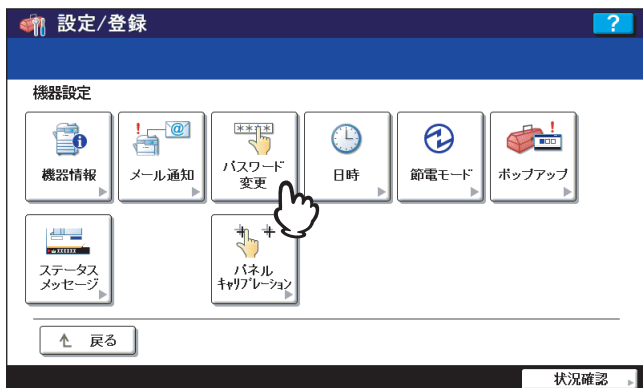 設定/登録
?
機器設定
機器情報
メール通知
パスワード
変更
日時
節電モード
ポップアップ
ステータス
メッセージ
パネル
ｷｬﾘﾌﾞﾚｰｼｮﾝ
戻る
状況確認